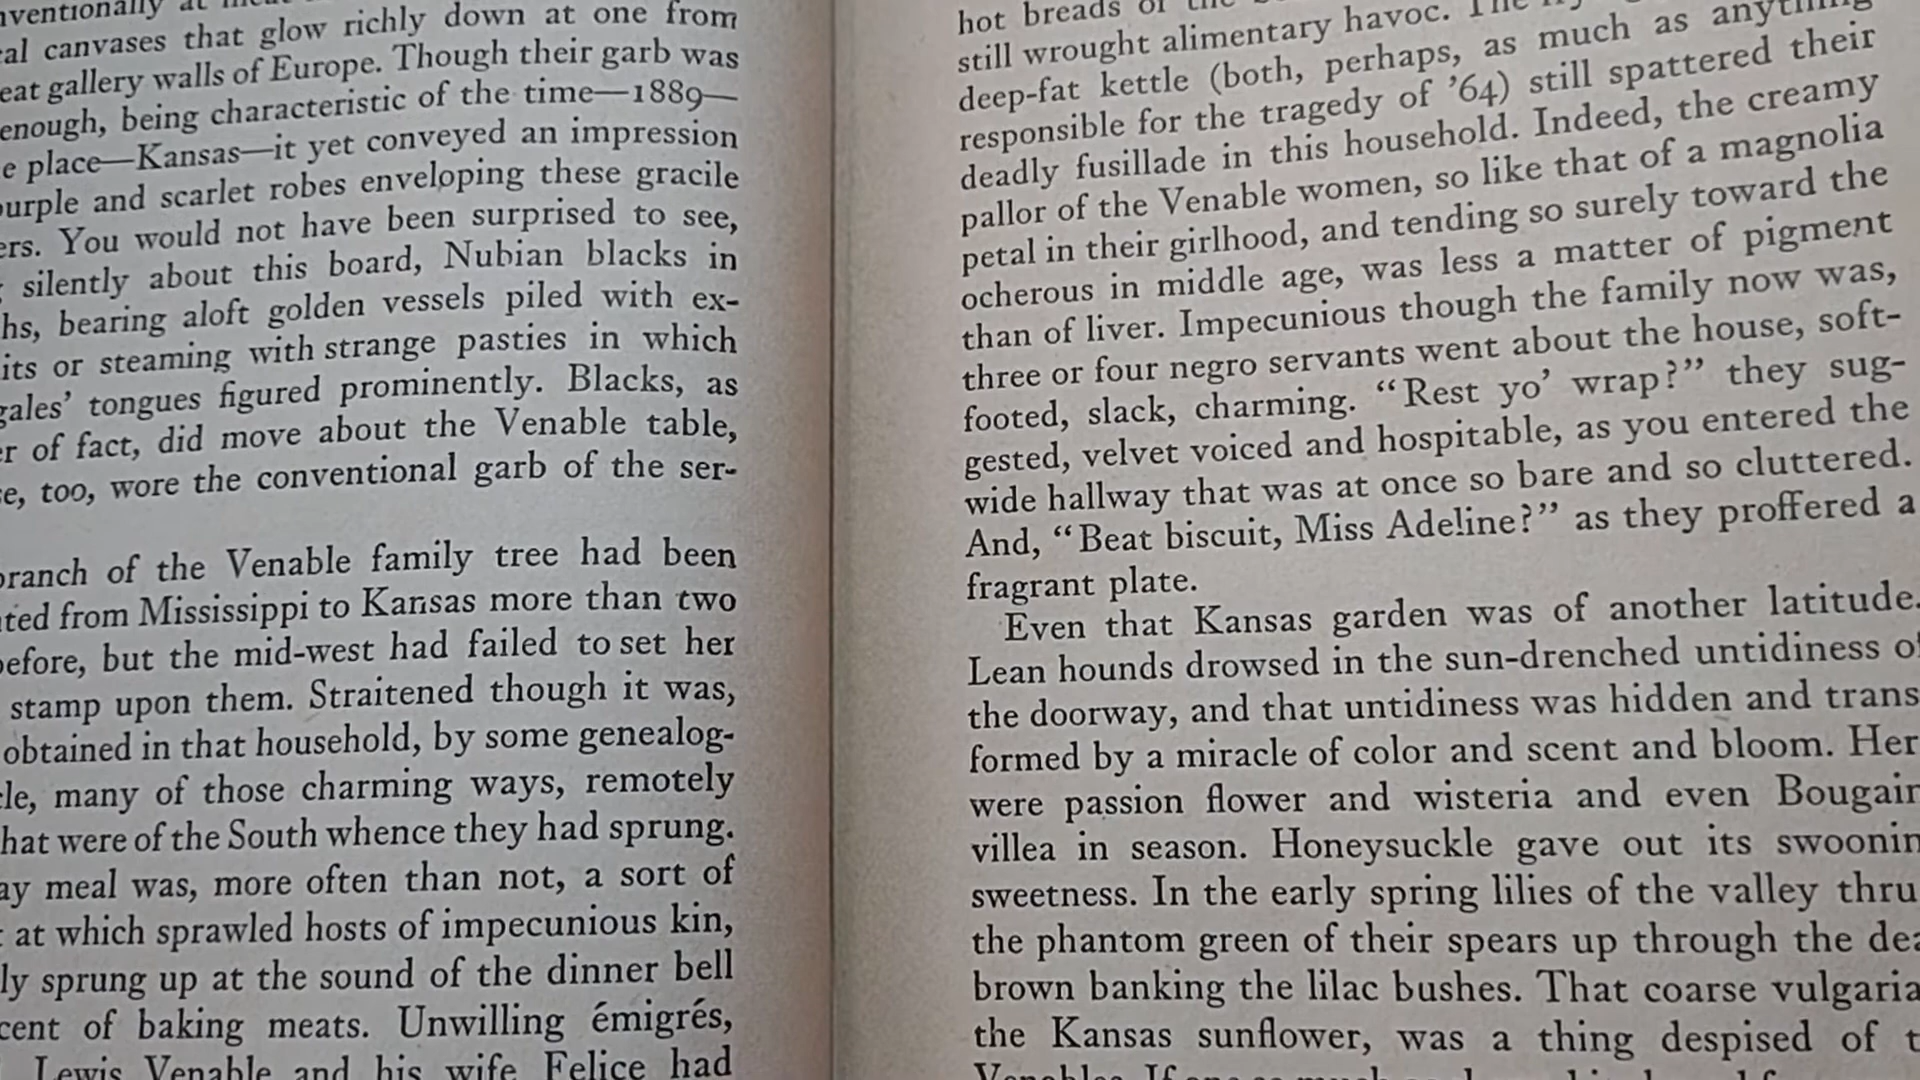 al canvases that glow richly down at one from
eat gallery walls of Europe. Though their garb was
enough, being characteristic of the time—1889—
e place—Kansas—it yet conveyed an impression
urple and scarlet robes enveloping these gracile
ers. You would not have been surprised to see,
silently about this board, Nubian blacks in
hs, bearing aloft golden vessels piled with ex-
its or steaming with strange pasties in which
gales’ tongues figured prominently. Blacks, as
er of fact, did move about the Venable table,
e, too, wore the conventional garb of the ser-
branch of the Venable family tree had been
ted from Mississippi to Kansas more than two
before, but the mid-west had failed to set her
stamp upon them. Straitened though it was,
obtained in that household, by some genealog-
cle, many of those charming ways, remotely
hat were of the South whence they had sprung.
ay meal was, more often than not, a sort of
at which sprawled hosts of impecunious kin,
ly sprung up at the sound of the dinner bell
cent of baking meats. Unwilling émigrés,
Lewis Venable and his wife Felice had
hot breads of the
still wrought alimentary havoc. The
deep-fat kettle (both, perhaps, as much as anything
responsible for the tragedy of ’64) still spattered their
deadly fusillade in this household. Indeed, the creamy
pallor of the Venable women, so like that of a magnolia
petal in their girlhood, and tending so surely toward the
ocherous in middle age, was less a matter of pigment
than of liver. Impecunious though the family now was,
three or four negro servants went about the house, soft-
footed, slack, charming. “Rest yo’ wrap?” they sug-
gested, velvet voiced and hospitable, as you entered the
wide hallway that was at once so bare and so cluttered.
And, “Beat biscuit, Miss Adeline?” as they proffered a
fragrant plate.
Even that Kansas garden was of another latitude.
Lean hounds drowsed in the sun-drenched untidiness of
the doorway, and that untidiness was hidden and trans
formed by a miracle of color and scent and bloom. Her
were passion flower and wisteria and even Bougain
villea in season. Honeysuckle gave out its swoonin
sweetness. In the early spring lilies of the valley thru
the phantom green of their spears up through the dea
brown banking the lilac bushes. That coarse vulgaria
the Kansas sunflower, was a thing despised of t